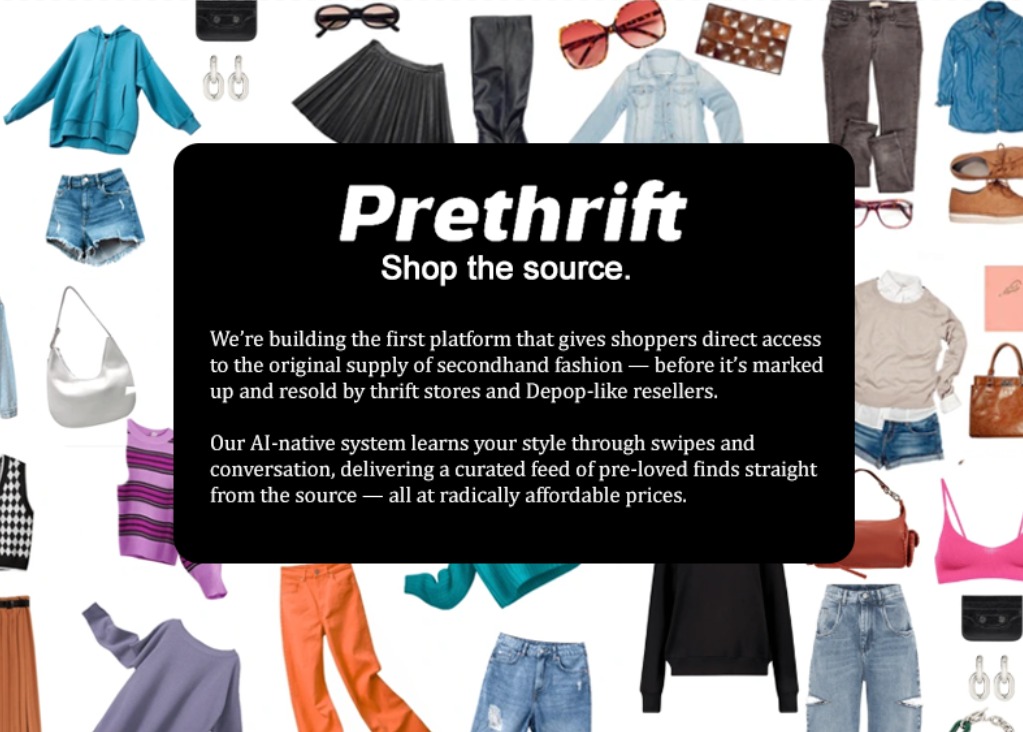 Prethrift
Shop the source.
We’re building the first platform that gives shoppers direct access
to the original supply of secondhand fashion — before it’s marked
up and resold by thrift stores and Depop-like resellers.
Our AI-native system learns your style through swipes and
conversation, delivering a curated feed of pre-loved finds straight
from the source — all at radically affordable prices.